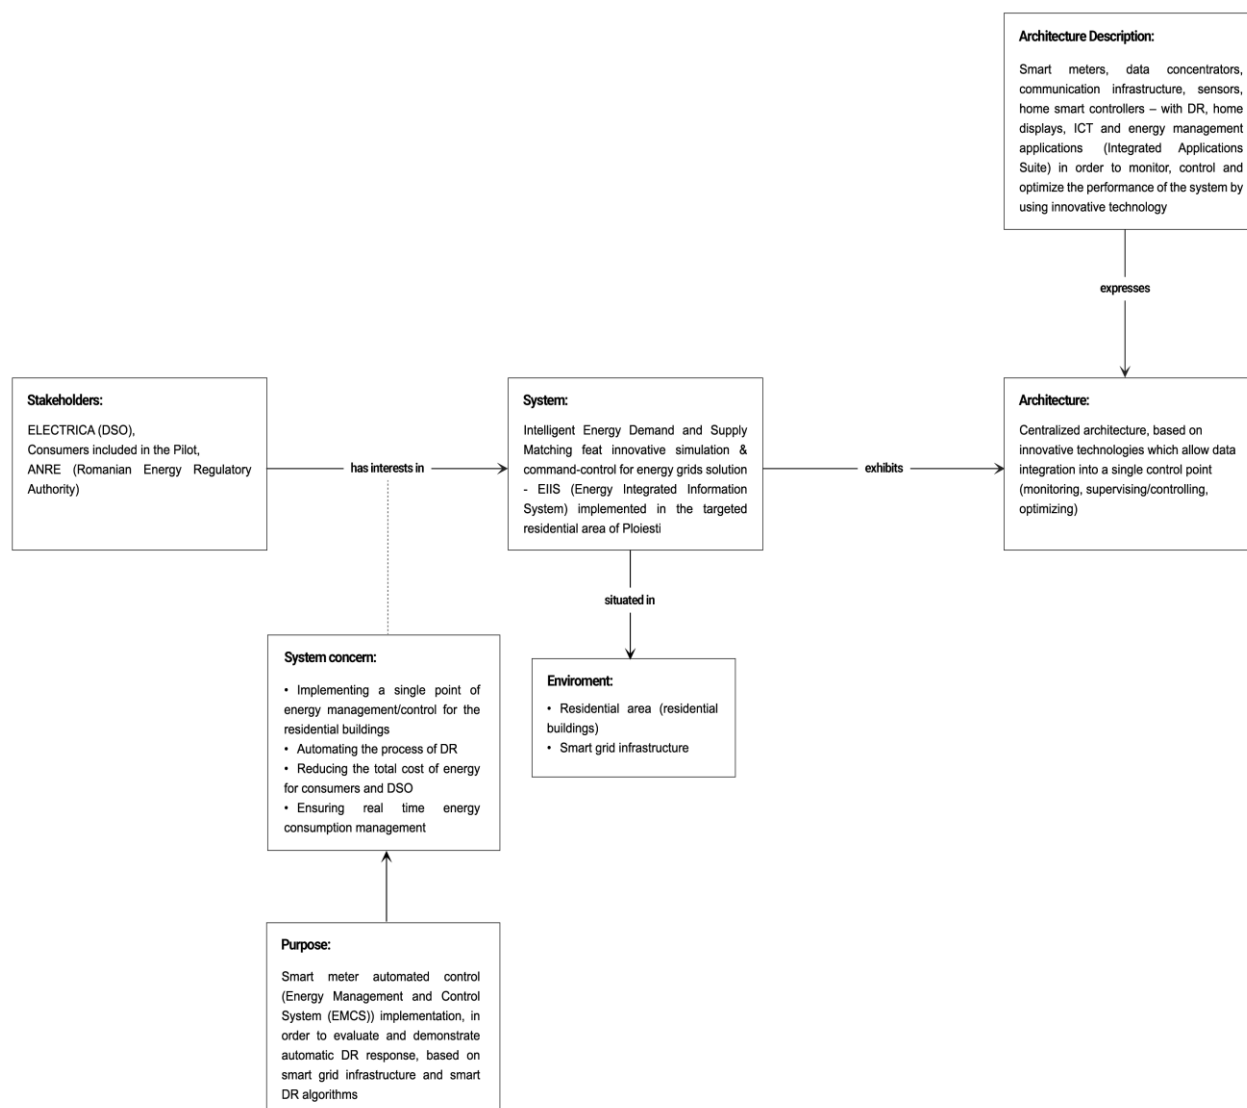 Architecture Description:
Smart meters, data concentrators,
communication infrastructure, sensors,
home smart controllers – with DR, home
displays, ICT and energy management
applications (Integrated Applications
Suite) in order to monitor, control and
optimize the performance of the system by
using innovative technology
expresses
Stakeholders:
ELECTRICA (DSO),
Consumers included in the Pilot,
ANRE (Romanian Energy Regulatory
Authority)
has interests in
System:
Intelligent Energy Demand and Supply
Matching feat innovative simulation &
command-control for energy grids solution
- EIIS (Energy Integrated Information
System) implemented in the targeted
residential area of Ploiesti
exhibits
Architecture:
Centralized architecture, based on
innovative technologies which allow data
integration into a single control point
(monitoring, supervising/controlling,
optimizing)
situated in
System concern:
• Implementing a single point of
energy management/control for the
residential buildings
• Automating the process of DR
• Reducing the total cost of energy
for consumers and DSO
• Ensuring real time energy
consumption management
Enviroment:
• Residential area (residential
buildings)
• Smart grid infrastructure
Purpose:
Smart meter automated control
(Energy Management and Control
System (EMCS)) implementation, in
order to evaluate and demonstrate
automatic DR response, based on
smart grid infrastructure and smart
DR algorithms